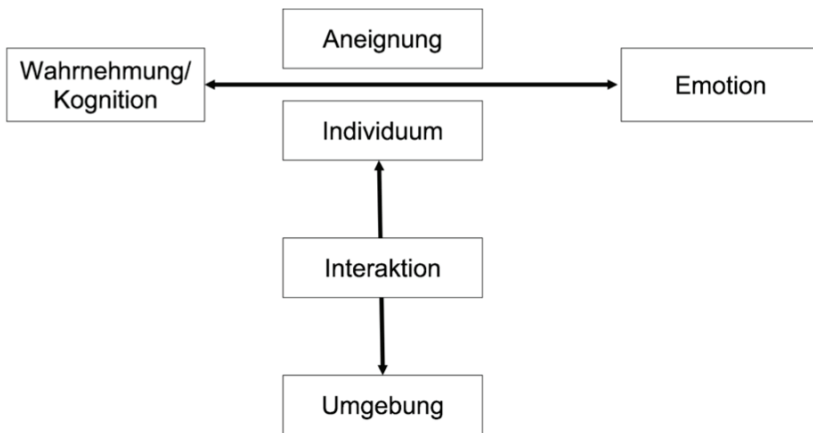 Aneignung
Wahrnehmung/
Kognition
Emotion
Individuum
Interaktion
Umgebung